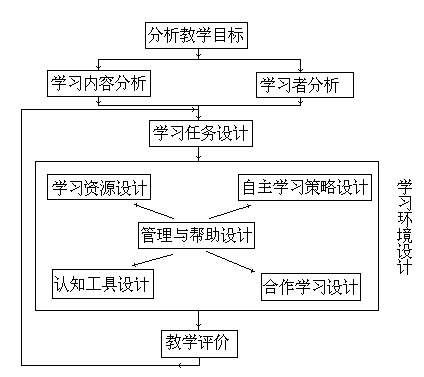 分析教学目标
学习内容分析
学习者分析
学习任务设计
学习资源设计
自主学习策略设计
管理与帮助设计
认知工具设计
合作学习设计
学习环境设计
教学评价